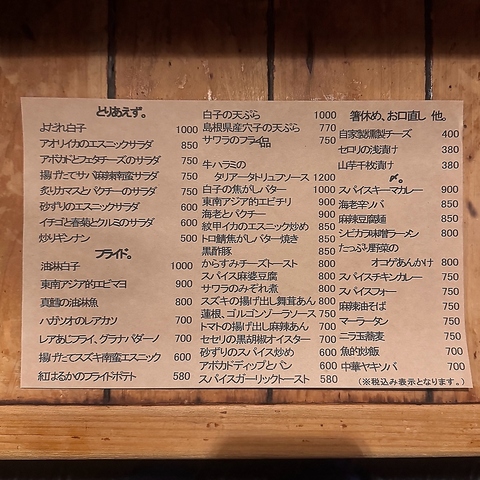 とりあえず。
よだれ白子 1000
アオリイカのエスニックサラダ 850
アボカドとフェタチーズのサラダ 750
揚げたてサバ麻辣南蛮サラダ 750
炙りカマスとパクチーのサラダ 750
砂ずりのエスニックサラダ 600
イチゴと春菊とクルミのサラダ 600
炒りギンナン 500
フライド。
油淋白子 1000
東南アジア的エビマヨ 900
真鱈の油淋魚 800
ハガツオのレアカツ 700
レアあじフライ、グラナパダーノ 700
揚げたてスズキ南蛮エスニック 600
紅はるかのフライドポテト 580
白子の天ぷら 1000
島根県産穴子の天ぷら 770
サワラのフライ 750
一品
牛ハラミの
タリアータトリュフソース 1200
白子の焦がしバター 1000
東南アジア的エビチリ 900
海老とパクチー 900
紋甲イカのエスニック炒め 850
トロ鯖焦がしバター焼き 850
黒酢豚 850
からすみチーズトースト 800
スパイス麻婆豆腐 800
サワラのみぞれ煮 800
スズキの揚げ出し舞茸あん 800
蓮根、ゴルゴンゾーラソース 750
トマトの揚げ出し麻辣あん 700
セセリの黒胡椒オイスター 700
砂ずりのスパイス炒め 600
アボカドディップとパン 600
スパイスガーリックトースト 580
箸休め、お口直し 他。
自家製燻製チーズ 400
セロリの浅漬け 380
山芋千枚漬け 380
〆。
スパイスキーマカレー 900
海老辛ソバ 850
麻辣豆腐麺 850
シビカラ味噌ラーメン 800
たっぷり野菜の
オコゲあんかけ 800
スパイスチキンカレー 750
スパイスフォー 750
麻辣油そば 750
マーラータン 750
ニラ玉蕎麦 750
魚的炒飯 700
中華ヤキソバ 700
(※税込み表示となります。)